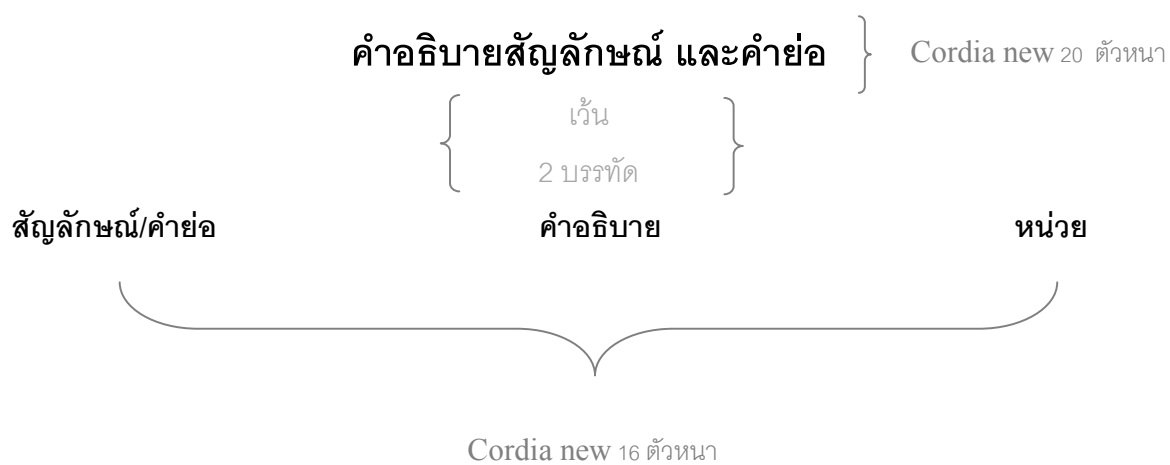 คำอธิบายสัญลักษณ์ และคำย่อ Cordia new 20 ตัวหนา
เว้น
2 บรรทัด
สัญลักษณ์/คำย่อ คำอธิบาย หน่วย
Cordia new 16 ตัวหนา